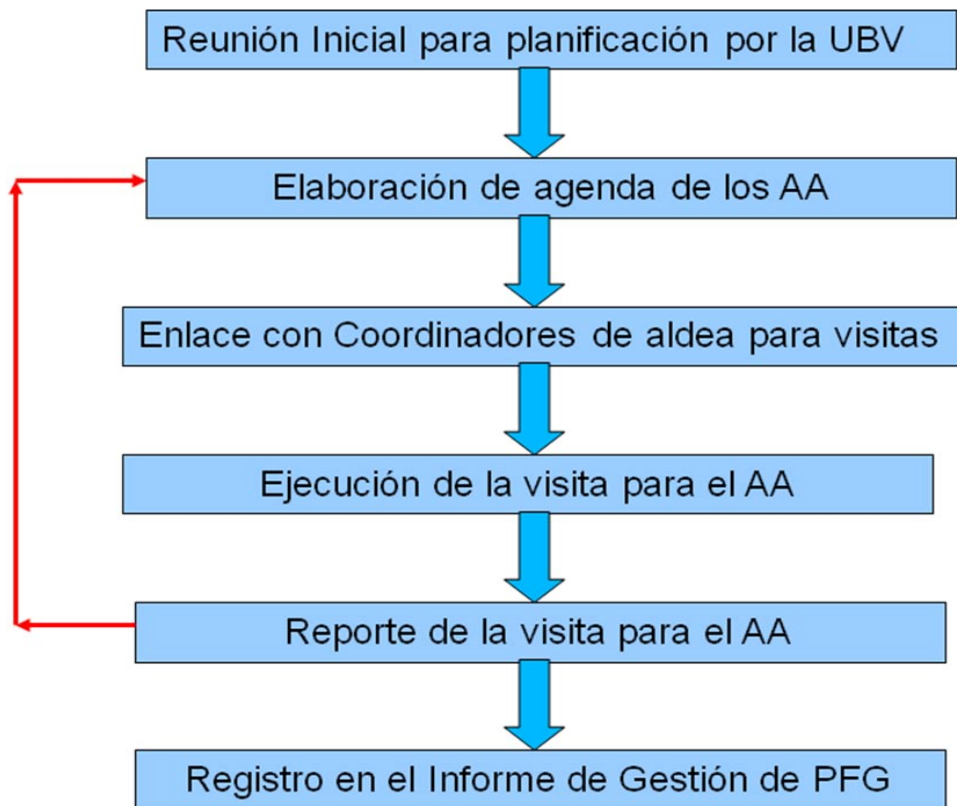 Reunión Inicial para planificación por la UBV
Elaboración de agenda de los AA
Enlace con Coordinadores de aldea para visitas
Ejecución de la visita para el AA
Reporte de la visita para el AA
Registro en el Informe de Gestión de PFG